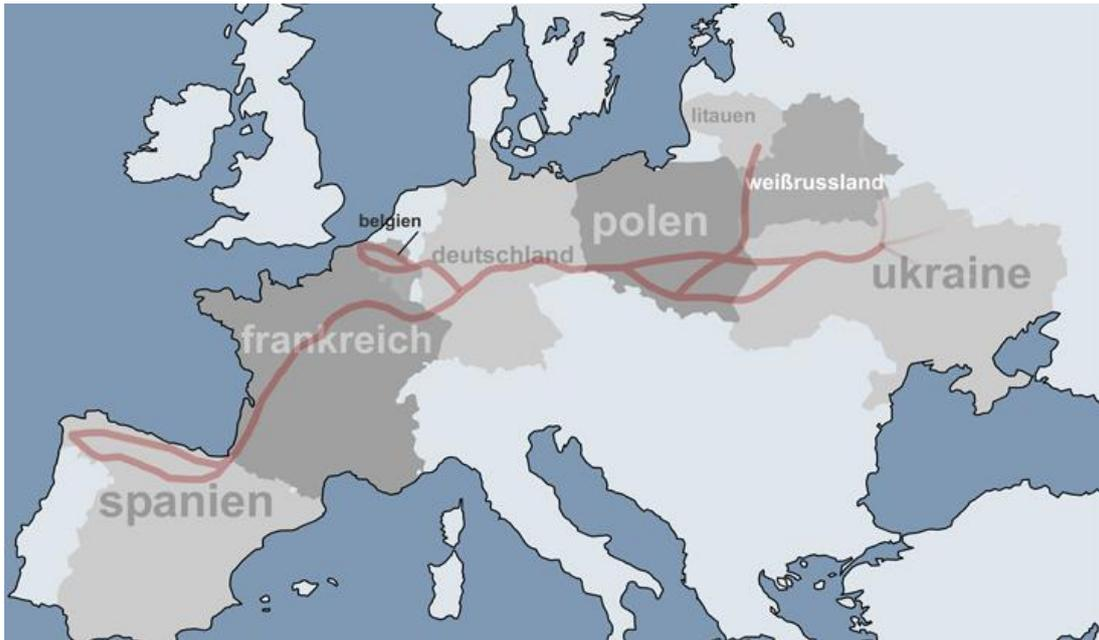 litauen
weißrussland
polen
belgien
deutschland
ukraine
frankreich
spanien